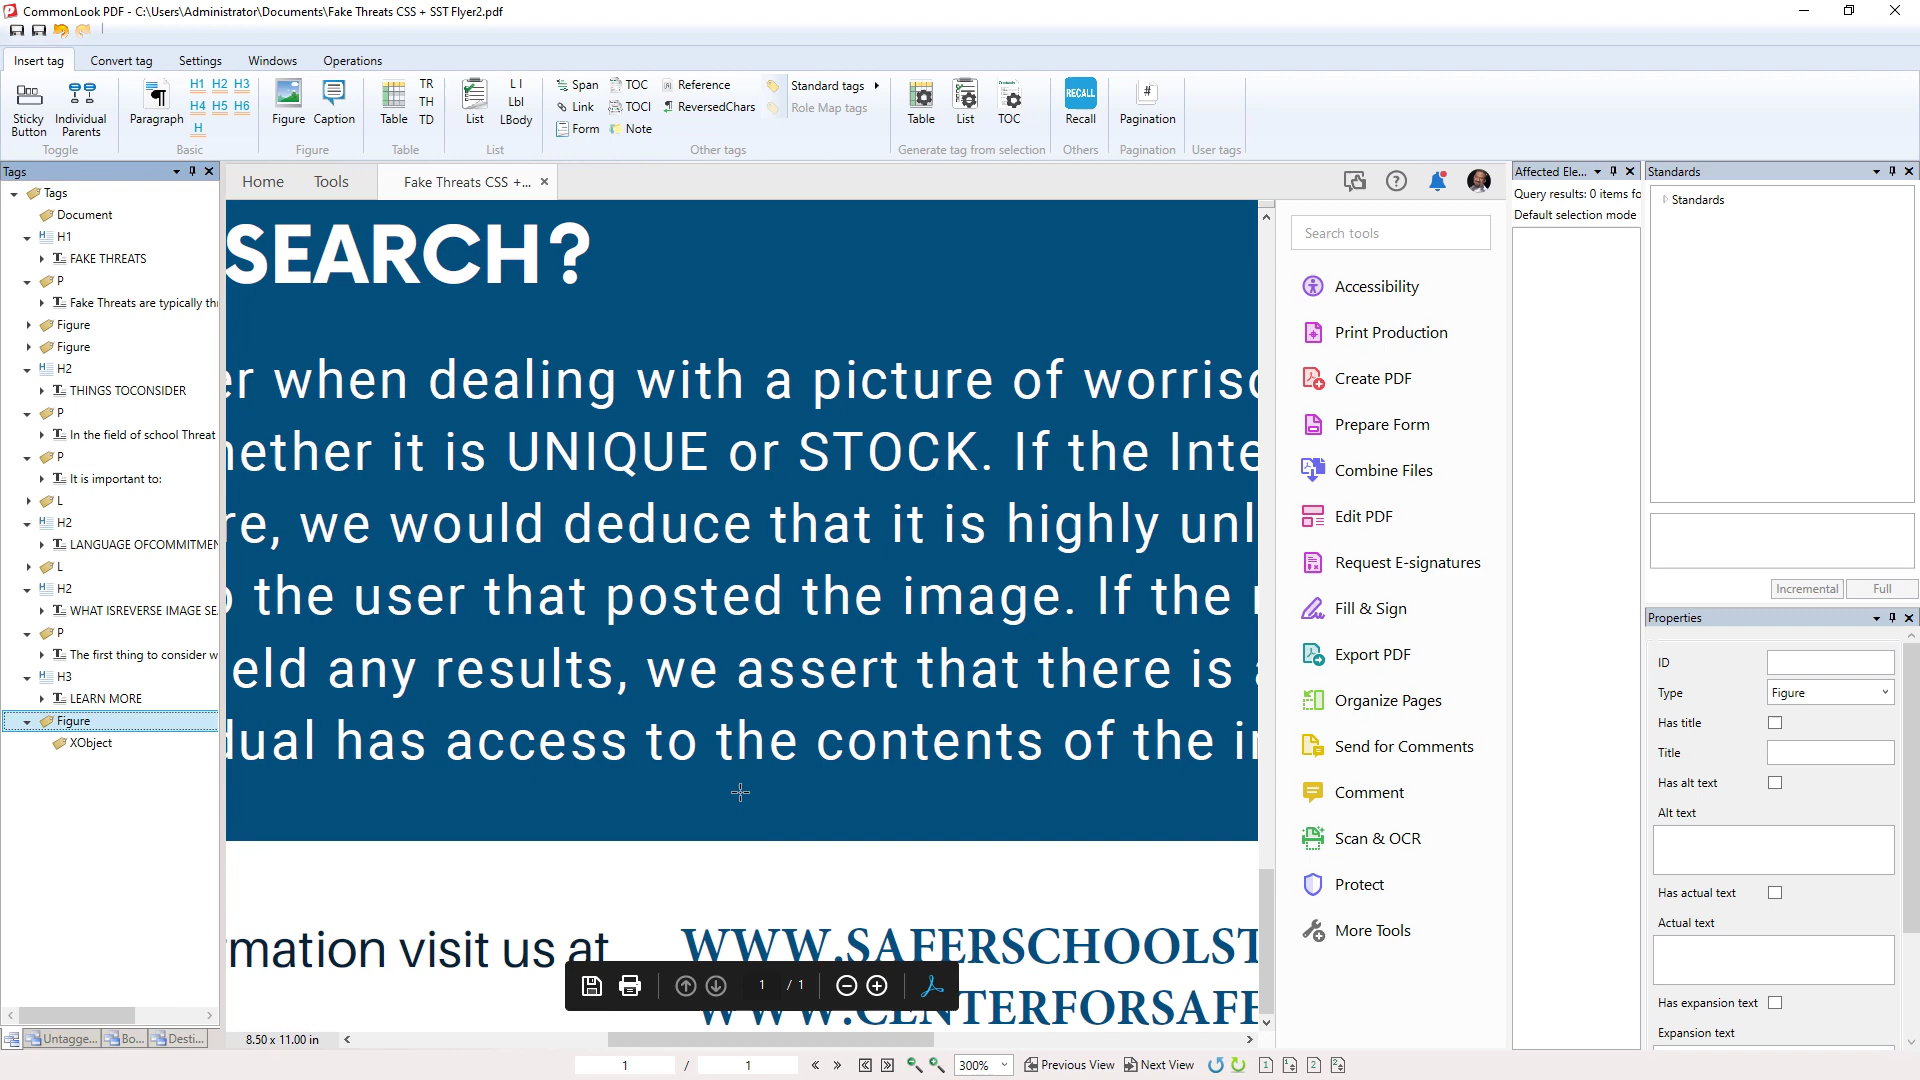 CommonLook PDF - C:\Users\Administrator\Documents\Fake Threats CSS + SST Flyer2.pdf
Insert tag Convert tag Settings Windows Operations
Sticky Button
Individual Parents
Toggle
Paragraph
H1 H2 H3
H4 H5 H6
H
Basic
Figure Caption
Figure
Table
TR
TH
TD
Table
List
L I
Lbl
LBody
List
Span TOC Reference
Link TOCI ReversedChars
Form Note
Standard tags
Role Map tags
Other tags
Table List TOC
Generate tag from selection
RECALL
Recall
Others
#
Pagination
Pagination
User tags
Tags
Tags
Document
H1
FAKE THREATS
P
Fake Threats are typically thr
Figure
Figure
H2
THINGS TOCONSIDER
P
In the field of school Threat
P
It is important to:
L
H2
LANGUAGE OFCOMMITMEN
L
H2
WHAT ISREVERSE IMAGE SE
P
The first thing to consider w
H3
LEARN MORE
Figure
XObject
Untagge... Bo... Desti...
Home Tools Fake Threats CSS +...
SEARCH?
er when dealing with a picture of worriso
hether it is UNIQUE or STOCK. If the Inte
re, we would deduce that it is highly unl
o the user that posted the image. If the r
eld any results, we assert that there is a
dual has access to the contents of the in
rmation visit us at
WWW.SAFERSCHOOLST
WWW.CENTERFORSAFE
1 / 1
8.50 x 11.00 in
Search tools
Accessibility
Print Production
Create PDF
Prepare Form
Combine Files
Edit PDF
Request E-signatures
Fill & Sign
Export PDF
Organize Pages
Send for Comments
Comment
Scan & OCR
Protect
More Tools
Affected Ele...
Query results: 0 items fo
Default selection mode
Standards
Standards
Incremental Full
Properties
ID
Type Figure
Has title
Title
Has alt text
Alt text
Has actual text
Actual text
Has expansion text
Expansion text
1 / 1 300% Previous View Next View